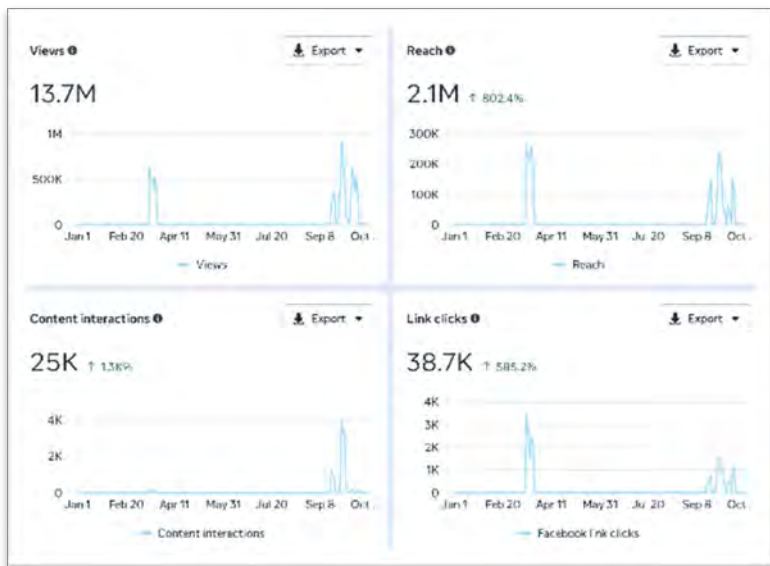 Views
Export
13.7M
1M
500K
0
Jan 1 Feb 20 Apr 11 May 31 Jul 20 Sep 8 Oct...
Views
Reach
Export
2.1M ↑ 802.4%
300K
200K
100K
0
Jan 1 Feb 20 Apr 11 May 31 Jul 20 Sep 8 Oct...
Reach
Content interactions
Export
25K ↑ 1.3K%
4K
2K
0
Jan 1 Feb 20 Apr 11 May 31 Jul 20 Sep 8 Oct...
Content interactions
Link clicks
Export
38.7K ↑ 585.2%
4K
3K
2K
1K
0
Jan 1 Feb 20 Apr 11 May 31 Jul 20 Sep 8 Oct...
Facebook link clicks